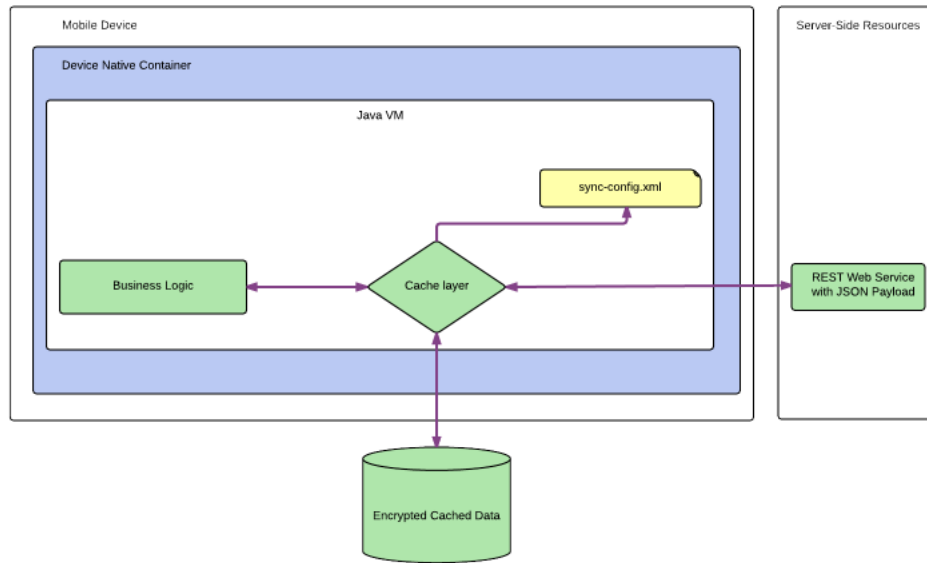 Mobile Device
Server-Side Resources
Device Native Container
Java VM
sync-config.xml
Business Logic
Cache layer
REST Web Service
with JSON Payload
Encrypted Cached Data